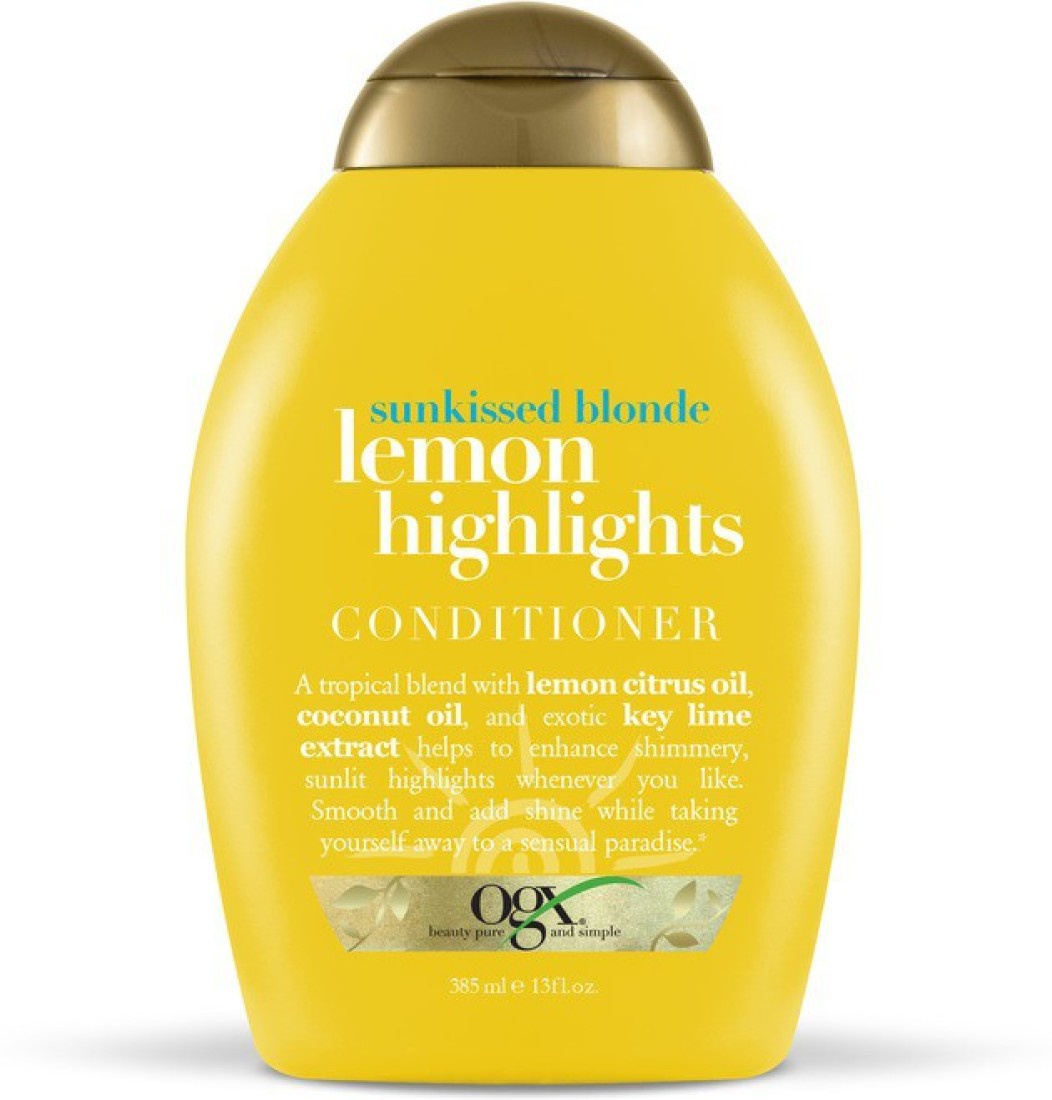 sunkissed blonde
lemon
highlights
CONDITIONER
A tropical blend with lemon citrus oil,
coconut oil, and exotic key lime
extract helps to enhance shimmery,
sunlit highlights whenever you like.
Smooth and add shine while taking
yourself away to a sensual paradise.*
ogx®
beauty pure and simple
385 ml ℮ 13fl.oz.